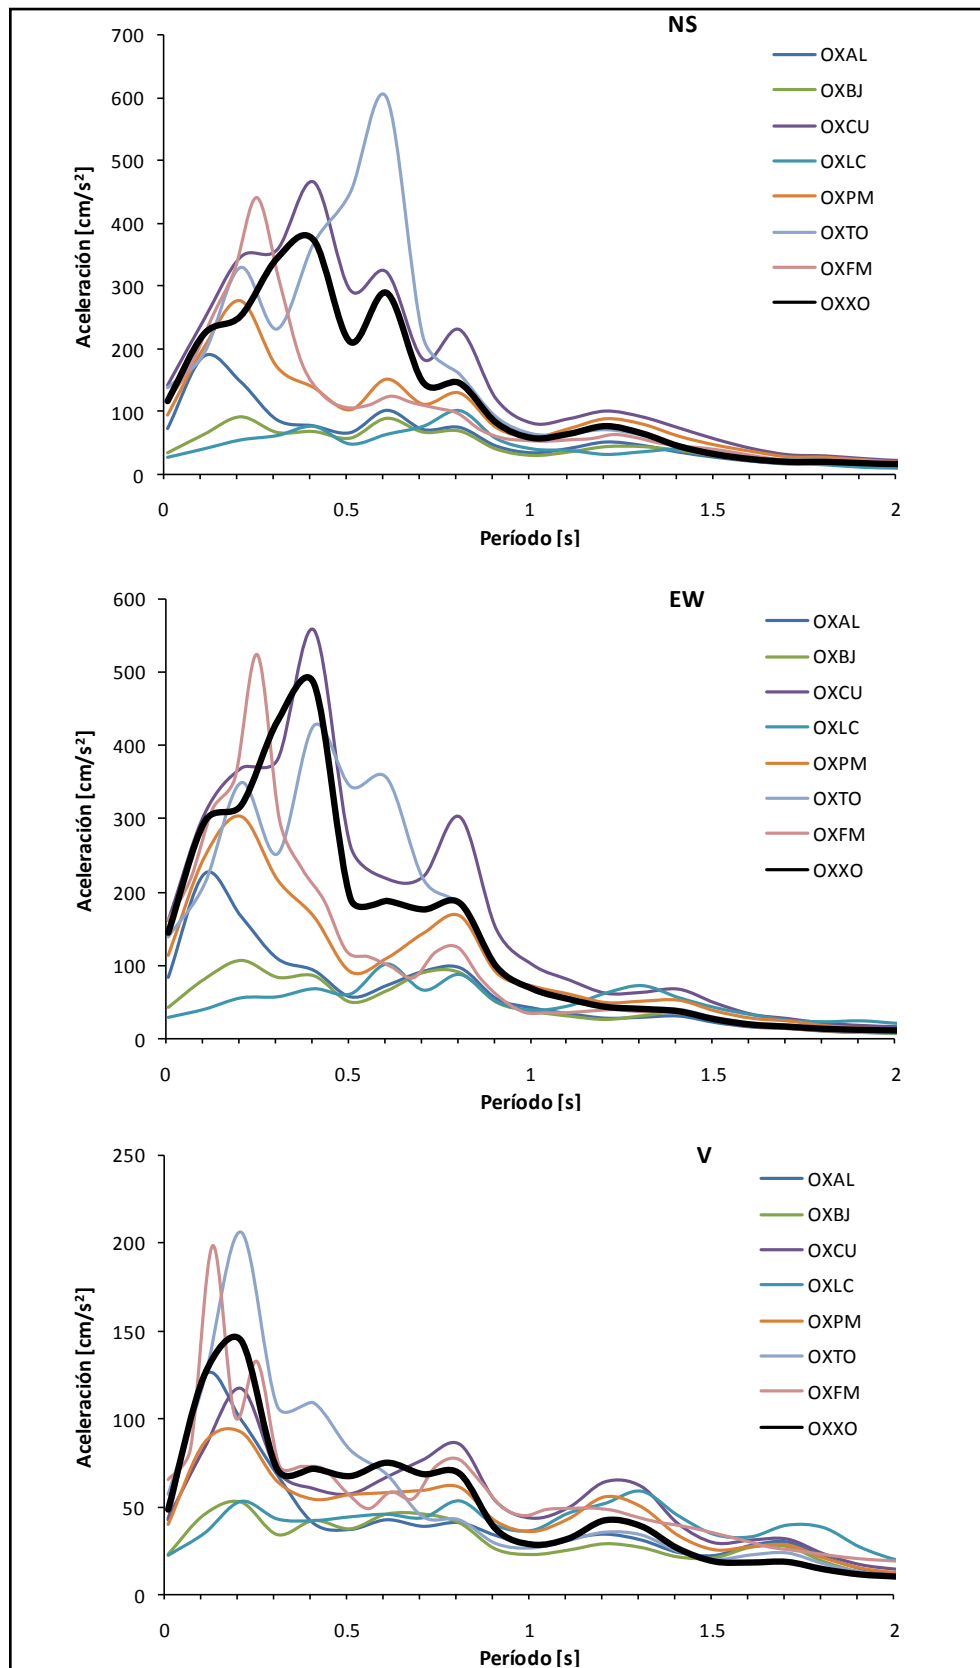 NS
700
600
500
400
300
200
100
0
Aceleración [cm/s²]
OXAL
OXBJ
OXCU
OXLC
OXPM
OXTO
OXFM
OXXO
0 0.5 1 1.5 2
Período [s]
EW
600
500
400
300
200
100
0
Aceleración [cm/s²]
OXAL
OXBJ
OXCU
OXLC
OXPM
OXTO
OXFM
OXXO
0 0.5 1 1.5 2
Período [s]
V
250
200
150
100
50
0
Aceleración [cm/s²]
OXAL
OXBJ
OXCU
OXLC
OXPM
OXTO
OXFM
OXXO
0 0.5 1 1.5 2
Período [s]